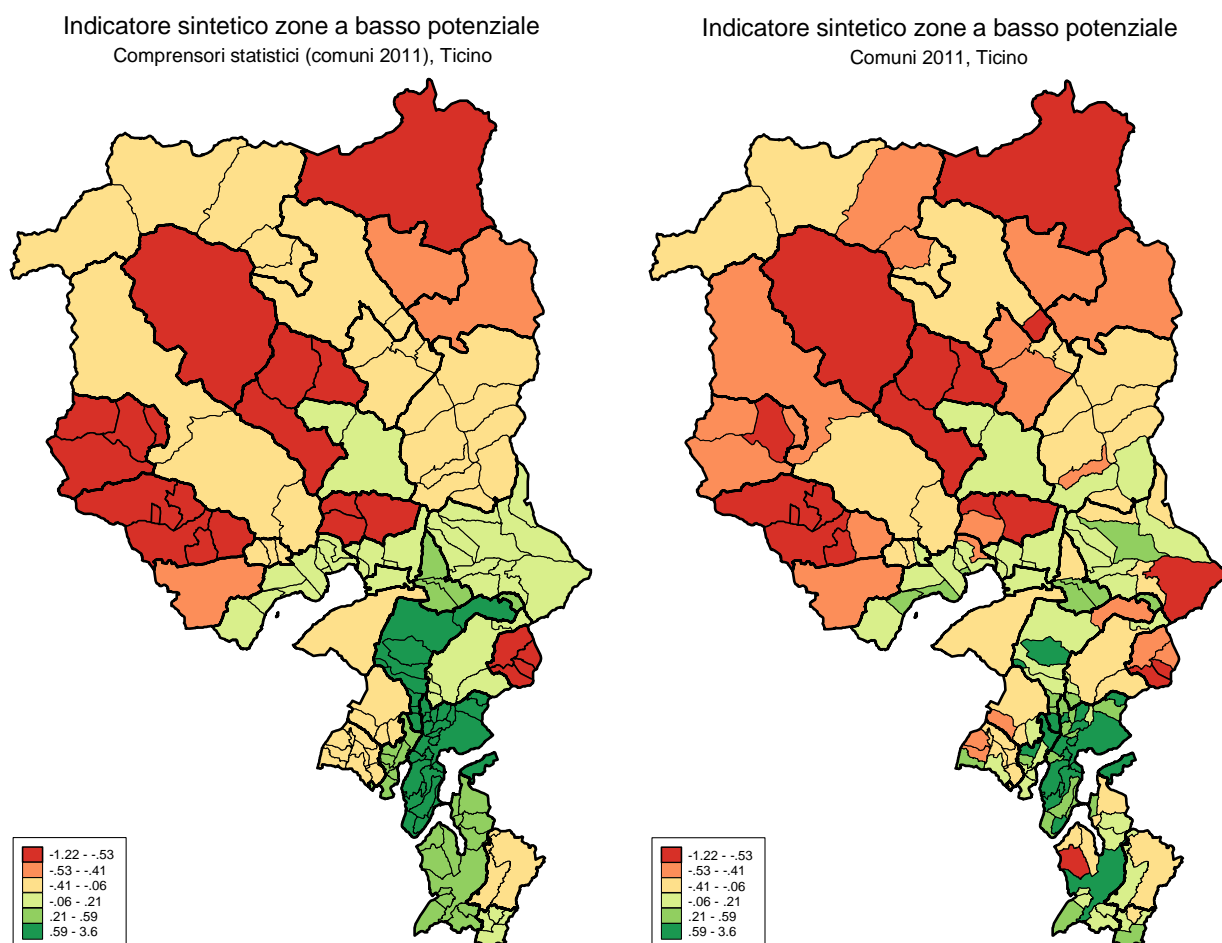 Indicatore sintetico zone a basso potenziale
Comprensori statistici (comuni 2011), Ticino
-1.22 - -.53
-.53 - -.41
-.41 - -.06
-.06 - .21
.21 - .59
.59 - 3.6
Indicatore sintetico zone a basso potenziale
Comuni 2011, Ticino
-1.22 - -.53
-.53 - -.41
-.41 - -.06
-.06 - .21
.21 - .59
.59 - 3.6